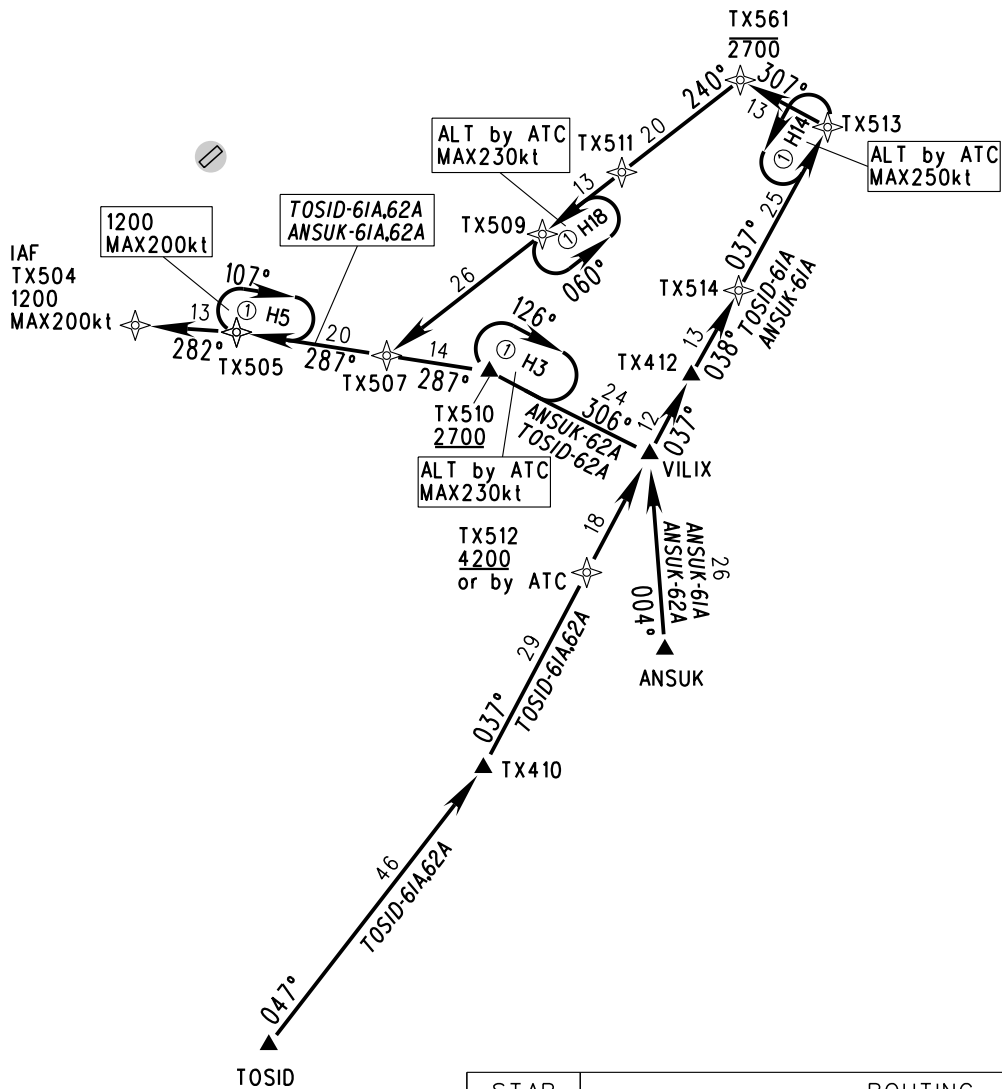 TX561
2700
240°
307°
13
20
TX513
① H14
ALT by ATC
MAX250kt
ALT by ATC
MAX230kt
TX511
13
TX509
① H18
060°
25
037°
TOSID-61A
ANSUK-61A
TX514
TOSID-61A,62A
ANSUK-61A,62A
1200
MAX200kt
IAF
TX504
1200
MAX200kt
107°
① H5
13
282°
TX505
20
287°
26
TX507
14
287°
126°
① H3
TX510
2700
ALT by ATC
MAX230kt
24
306°
ANSUK-62A
TOSID-62A
TX412
13
038°
12
037°
VILIX
18
TX512
4200
or by ATC
26
ANSUK-61A
ANSUK-62A
004°
ANSUK
29
037°
TOSID-61A,62A
TX410
46
TOSID-61A,62A
047°
TOSID
STAR
ROUTING